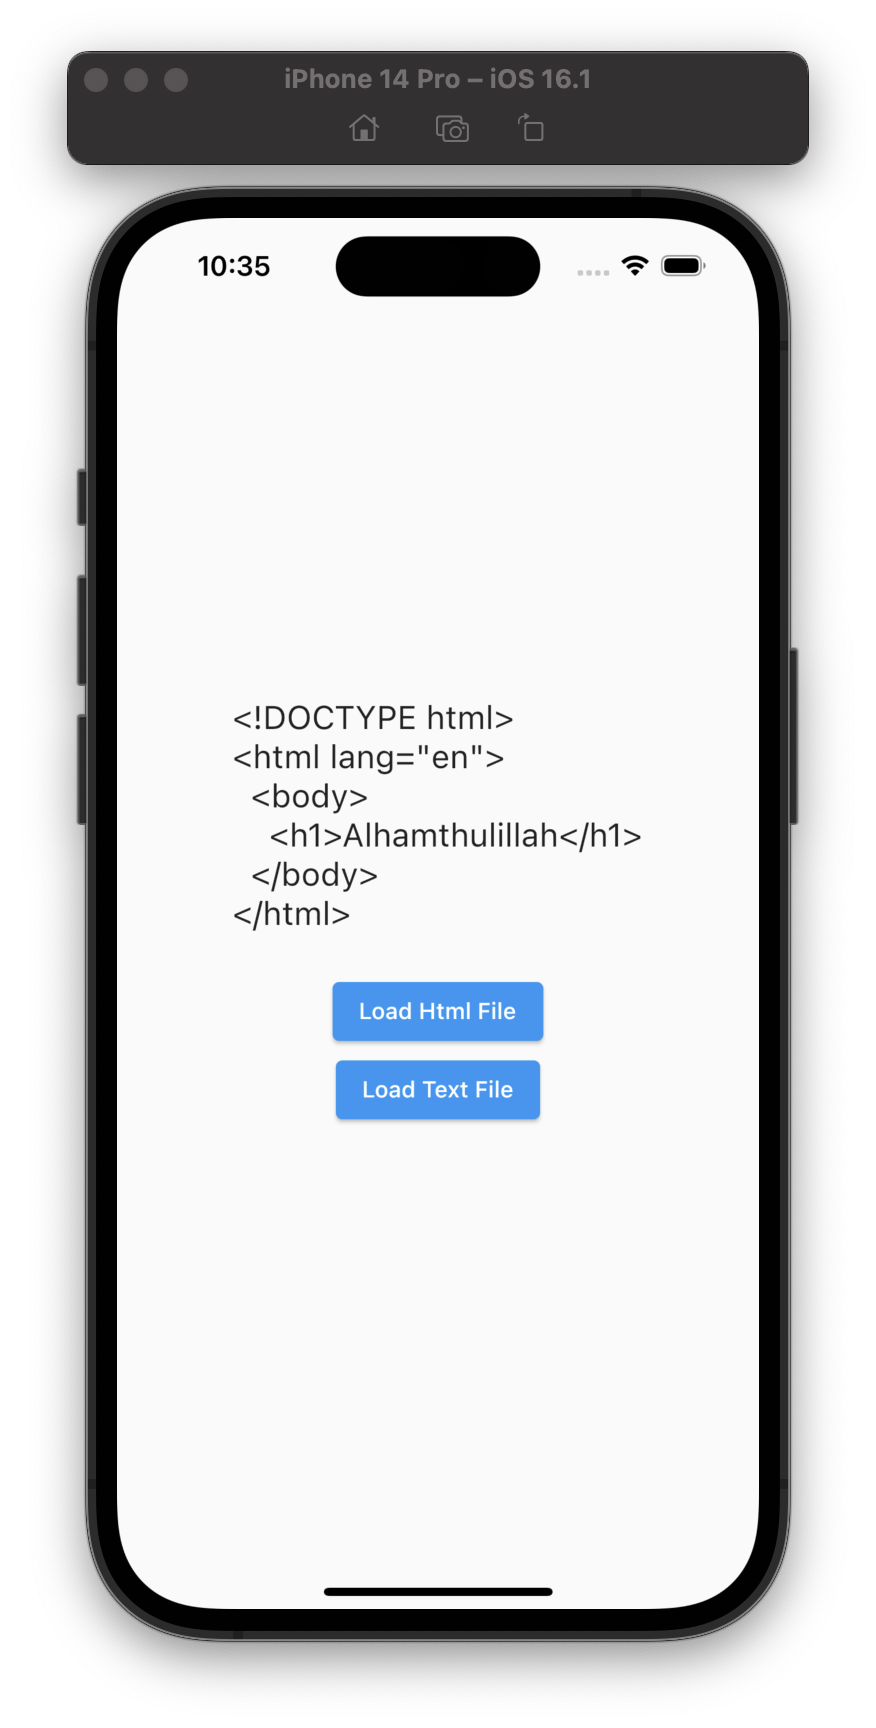 iPhone 14 Pro – iOS 16.1
10:35
<!DOCTYPE html>
<html lang="en">
  <body>
    <h1>Alhamthulillah</h1>
  </body>
</html>
Load Html File
Load Text File